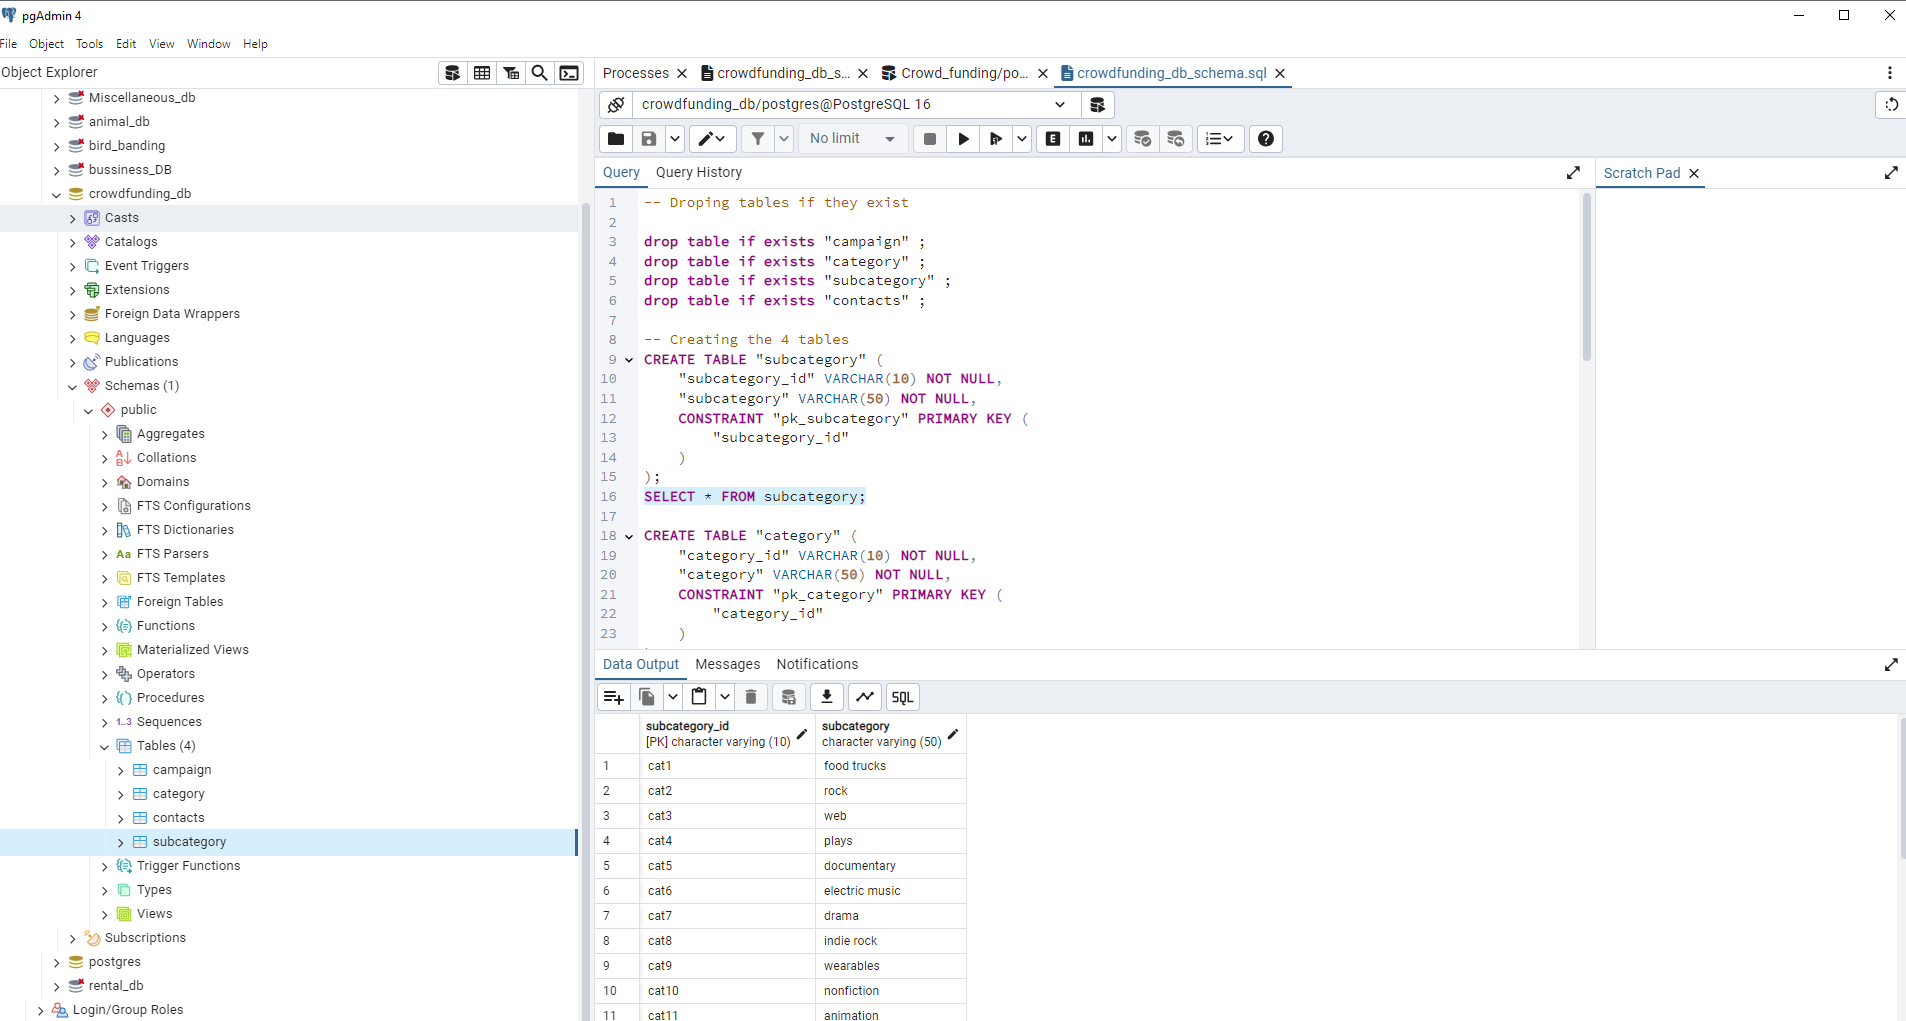 pgAdmin 4
File Object Tools Edit View Window Help
Object Explorer
Miscellaneous_db
animal_db
bird_banding
bussiness_DB
crowdfunding_db
Casts
Catalogs
Event Triggers
Extensions
Foreign Data Wrappers
Languages
Publications
Schemas (1)
public
Aggregates
Collations
Domains
FTS Configurations
FTS Dictionaries
FTS Parsers
FTS Templates
Foreign Tables
Functions
Materialized Views
Operators
Procedures
1..3 Sequences
Tables (4)
campaign
category
contacts
subcategory
Trigger Functions
Types
Views
Subscriptions
postgres
rental_db
Login/Group Roles
Processes crowdfunding_db_s... Crowd_funding/po... crowdfunding_db_schema.sql
crowdfunding_db/postgres@PostgreSQL 16
No limit
Query Query History
Scratch Pad
1 -- Droping tables if they exist
2
3 drop table if exists "campaign" ;
4 drop table if exists "category" ;
5 drop table if exists "subcategory" ;
6 drop table if exists "contacts" ;
7
8 -- Creating the 4 tables
9 CREATE TABLE "subcategory" (
10 "subcategory_id" VARCHAR(10) NOT NULL,
11 "subcategory" VARCHAR(50) NOT NULL,
12 CONSTRAINT "pk_subcategory" PRIMARY KEY (
13 "subcategory_id"
14 )
15 );
16 SELECT * FROM subcategory;
17
18 CREATE TABLE "category" (
19 "category_id" VARCHAR(10) NOT NULL,
20 "category" VARCHAR(50) NOT NULL,
21 CONSTRAINT "pk_category" PRIMARY KEY (
22 "category_id"
23 )
Data Output Messages Notifications
SQL
subcategory_id subcategory
[PK] character varying (10) character varying (50)
1 cat1 food trucks
2 cat2 rock
3 cat3 web
4 cat4 plays
5 cat5 documentary
6 cat6 electric music
7 cat7 drama
8 cat8 indie rock
9 cat9 wearables
10 cat10 nonfiction
11 cat11 animation